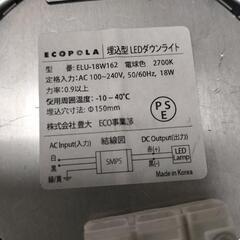 ECOPOLA 埋込型 LEDダウンライト
型 番: ELU-18W162 電球色 2700K
定格入力: AC 100~240V, 50/60Hz, 18W
力率: 0.9以上
使用周囲温度: -10~40℃
埋込穴寸法: Φ150mm
株式会社 豊大 ECO事業部
PSE
AC Input(入力) 結線図 DC Output(出力)
白
黒
緑
SMPS
赤
黒
LED
Lamp
Made in Korea